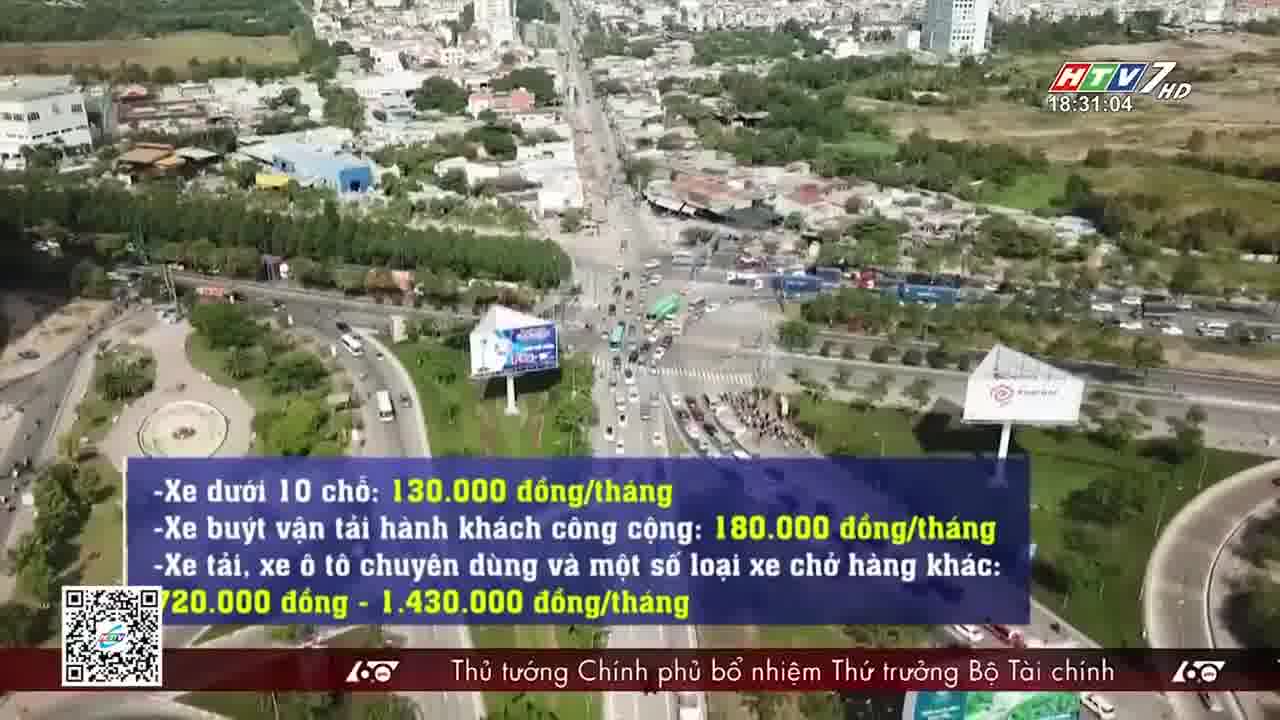 HTV7 HD
18:31:04
-Xe dưới 10 chỗ: 130.000 đồng/tháng
-Xe buýt vận tải hành khách công cộng: 180.000 đồng/tháng
-Xe tải, xe ô tô chuyên dùng và một số loại xe chở hàng khác:
720.000 đồng - 1.430.000 đồng/tháng
HTV
60 Thủ tướng Chính phủ bổ nhiệm Thứ trưởng Bộ Tài chính 60